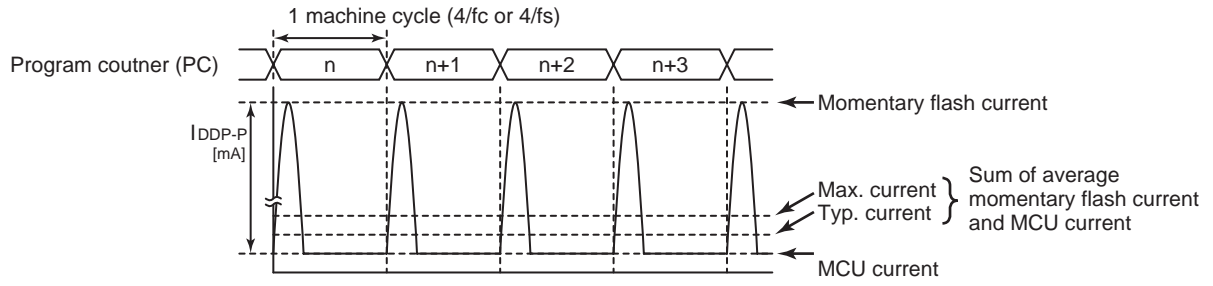 1 machine cycle (4/fc or 4/fs)
Program coutner (PC)
n
n+1
n+2
n+3
Momentary flash current
IDDP-P
[mA]
Max. current
Typ. current
Sum of average
momentary flash current
and MCU current
MCU current